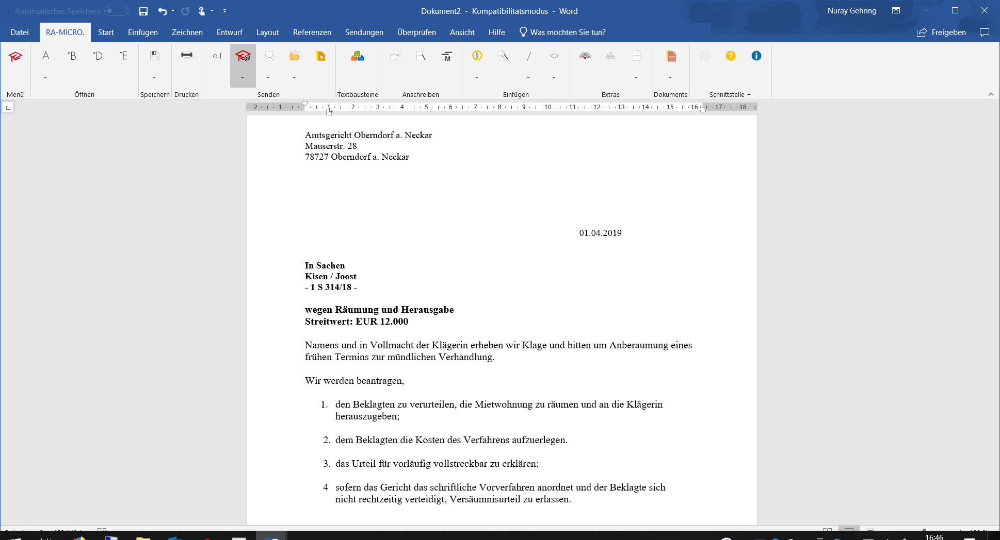 Automatisches Speichern
Dokument2 - Kompatibilitätsmodus - Word
Nuray Gehring
Datei RA-MICRO. Start Einfügen Zeichnen Entwurf Layout Referenzen Sendungen Überprüfen Ansicht Hilfe Was möchten Sie tun? Freigeben
A *B *D *E e.( @ § M / <> ? i
Menü Öffnen Speichern Drucken Senden Textbausteine Anschreiben Einfügen Extras Dokumente Schnittstelle +
2 1 1 2 3 4 5 6 7 8 9 10 11 12 13 14 15 16 17 18
Amtsgericht Oberndorf a. Neckar
Mauserstr. 28
78727 Oberndorf a. Neckar
01.04.2019
In Sachen
Kisen / Joost
- 1 S 314/18 -
wegen Räumung und Herausgabe
Streitwert: EUR 12.000
Namens und in Vollmacht der Klägerin erheben wir Klage und bitten um Anberaumung eines
frühen Termins zur mündlichen Verhandlung.
Wir werden beantragen,
1. den Beklagten zu verurteilen, die Mietwohnung zu räumen und an die Klägerin
herauszugeben;
2. dem Beklagten die Kosten des Verfahrens aufzuerlegen.
3. das Urteil für vorläufig vollstreckbar zu erklären;
4 sofern das Gericht das schriftliche Vorverfahren anordnet und der Beklagte sich
nicht rechtzeitig verteidigt, Versäumnisurteil zu erlassen.
16:46